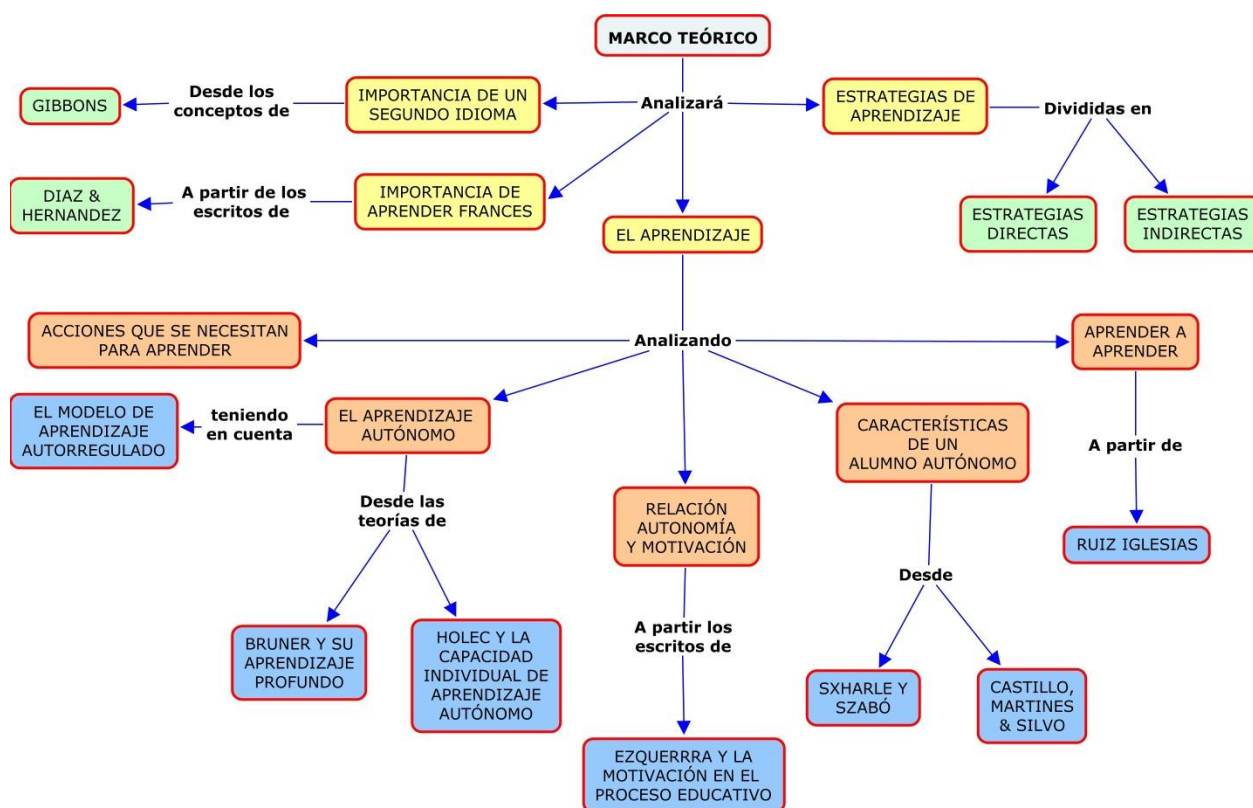 MARCO TEÓRICO
GIBBONS
Desde los
conceptos de
IMPORTANCIA DE UN
SEGUNDO IDIOMA
Analizará
ESTRATEGIAS DE
APRENDIZAJE
Divididas en
DIAZ &
HERNANDEZ
A partir de los
escritos de
IMPORTANCIA DE
APRENDER FRANCES
ESTRATEGIAS
DIRECTAS
ESTRATEGIAS
INDIRECTAS
EL APRENDIZAJE
ACCIONES QUE SE NECESITAN
PARA APRENDER
Analizando
APRENDER A
APRENDER
EL MODELO DE
APRENDIZAJE
AUTORREGULADO
teniendo
en cuenta
EL APRENDIZAJE
AUTÓNOMO
CARACTERÍSTICAS
DE UN
ALUMNO AUTÓNOMO
A partir de
Desde las
teorías de
RELACIÓN
AUTONOMÍA
Y MOTIVACIÓN
RUIZ IGLESIAS
Desde
BRUNER Y SU
APRENDIZAJE
PROFUNDO
HOLEC Y LA
CAPACIDAD
INDIVIDUAL DE
APRENDIZAJE
AUTÓNOMO
A partir los
escritos de
SXHARLE Y
SZABÓ
CASTILLO,
MARTINES
& SILVO
EZQUERRRA Y LA
MOTIVACIÓN EN EL
PROCESO EDUCATIVO